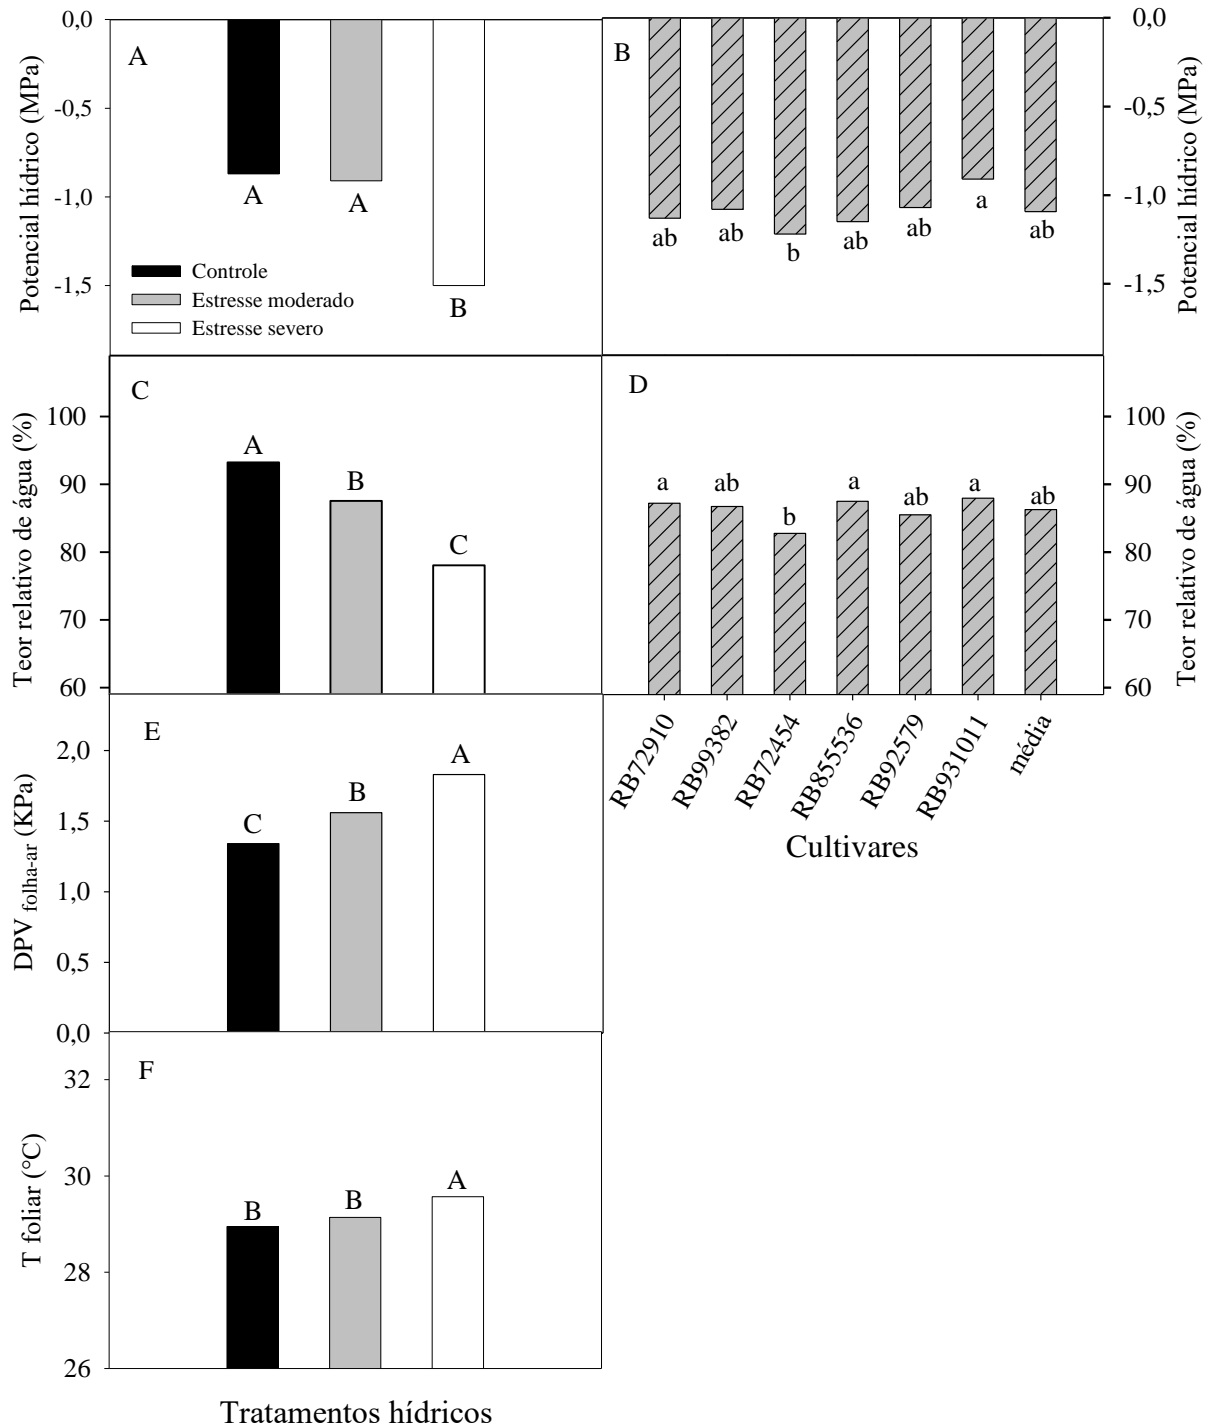 A
Potencial hídrico (MPa)
0,0
-0,5
-1,0
-1,5
A
A
B
Controle
Estresse moderado
Estresse severo
B
ab
ab
b
ab
ab
a
ab
0,0
-0,5
-1,0
-1,5
Potencial hídrico (MPa)
C
Teor relativo de água (%)
100
90
80
70
60
A
B
C
D
a
ab
b
a
ab
a
ab
100
90
80
70
60
Teor relativo de água (%)
RB72910
RB99382
RB72454
RB855536
RB92579
RB931011
média
Cultivares
E
DPV folha-ar (KPa)
2,0
1,5
1,0
0,5
0,0
C
B
A
F
T foliar (°C)
32
30
28
26
B
B
A
Tratamentos hídricos